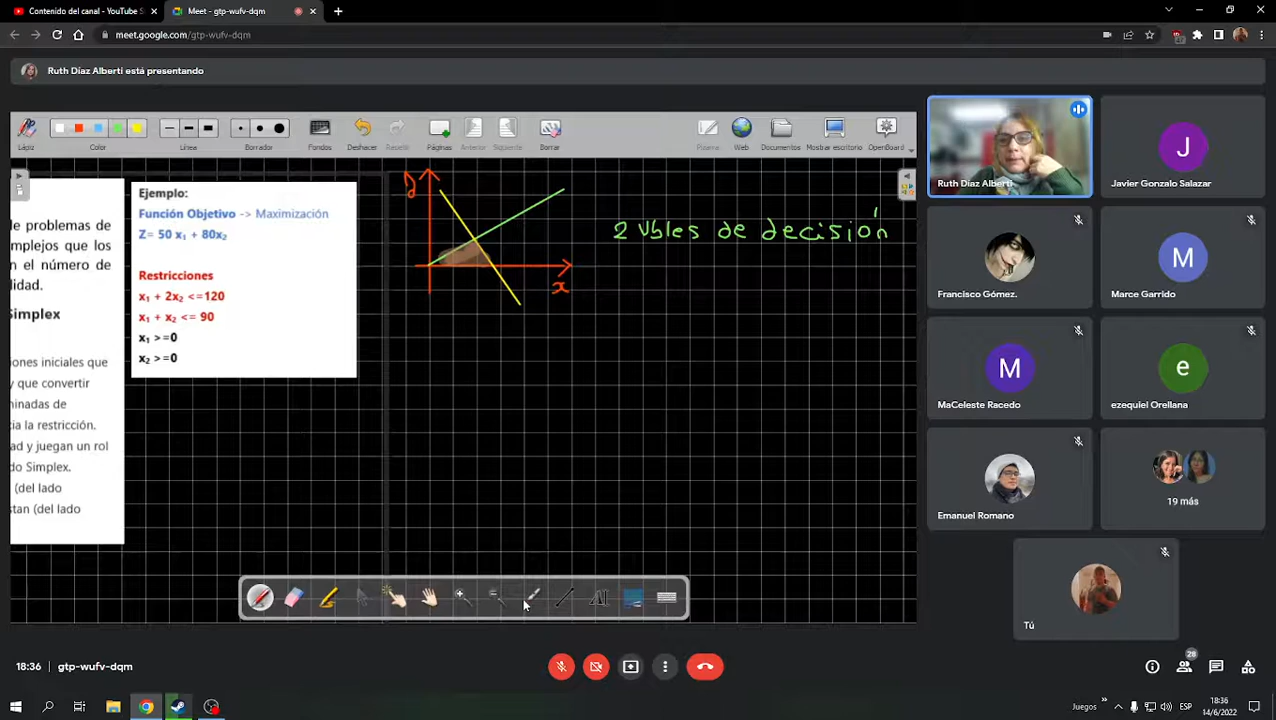 Contenido del canal - YouTube S
Meet - gtp-wufv-dqm
meet.google.com/gtp-wufv-dqm
Ruth Díaz Alberti está presentando
Lápiz
Color
Línea
Borrador
Fondos
Deshacer
Páginas
Anterior
Siguiente
Borrar
Pizarra
Web
Documentos
Mostrar escritorio
OpenBoard
le problemas de
mplejos que los
n el número de
lidad.
Simplex
iones iniciales que
y que convertir
ninadas de
cia la restricción.
ad y juegan un rol
do Simplex.
(del lado
stan (del lado
Ejemplo:
Función Objetivo -> Maximización
Z= 50 x₁ + 80x₂
Restricciones
x₁ + 2x₂ <=120
x₁ + x₂ <= 90
x₁ >=0
x₂ >=0
y
x
2 Vbles de decisión
Ruth Díaz Alberti
J
Javier Gonzalo Salazar
Francisco Gómez.
M
Marce Garrido
M
MaCeleste Racedo
e
ezequiel Orellana
Emanuel Romano
19 más
Tú
18:36
gtp-wufv-dqm
28
Juegos
ESP
18:36
14/6/2022